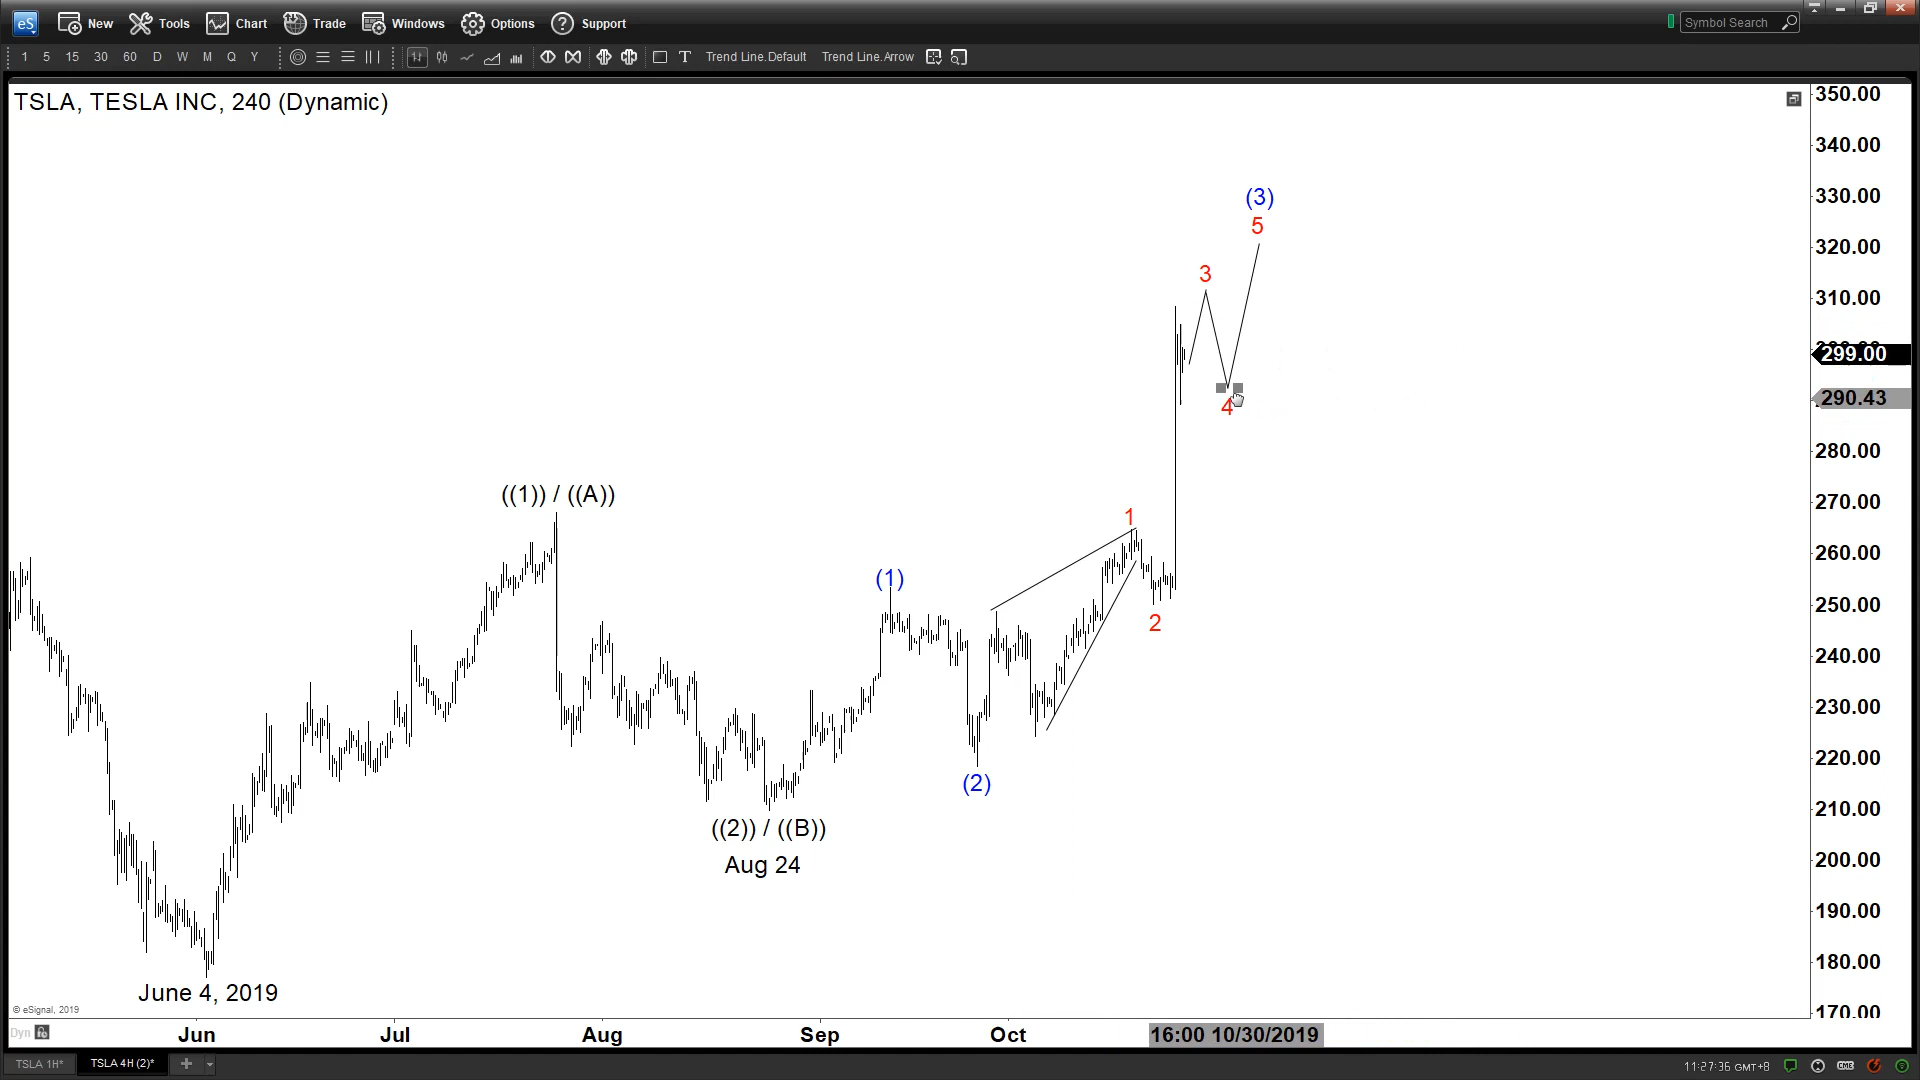 New Tools Chart Trade Windows Options Support
Symbol Search
1 5 15 30 60 D W M Q Y
T Trend Line.Default Trend Line.Arrow
TSLA, TESLA INC, 240 (Dynamic)
350.00
340.00
330.00
320.00
310.00
299.00
290.43
280.00
270.00
260.00
250.00
240.00
230.00
220.00
210.00
200.00
190.00
180.00
170.00
(3)
5
3
4
((1)) / ((A))
1
(1)
2
(2)
((2)) / ((B))
Aug 24
June 4, 2019
© eSignal, 2019
Dyn
Jun Jul Aug Sep Oct 16:00 10/30/2019
TSLA 1H* TSLA 4H (2)*
11:27:36 GMT+8